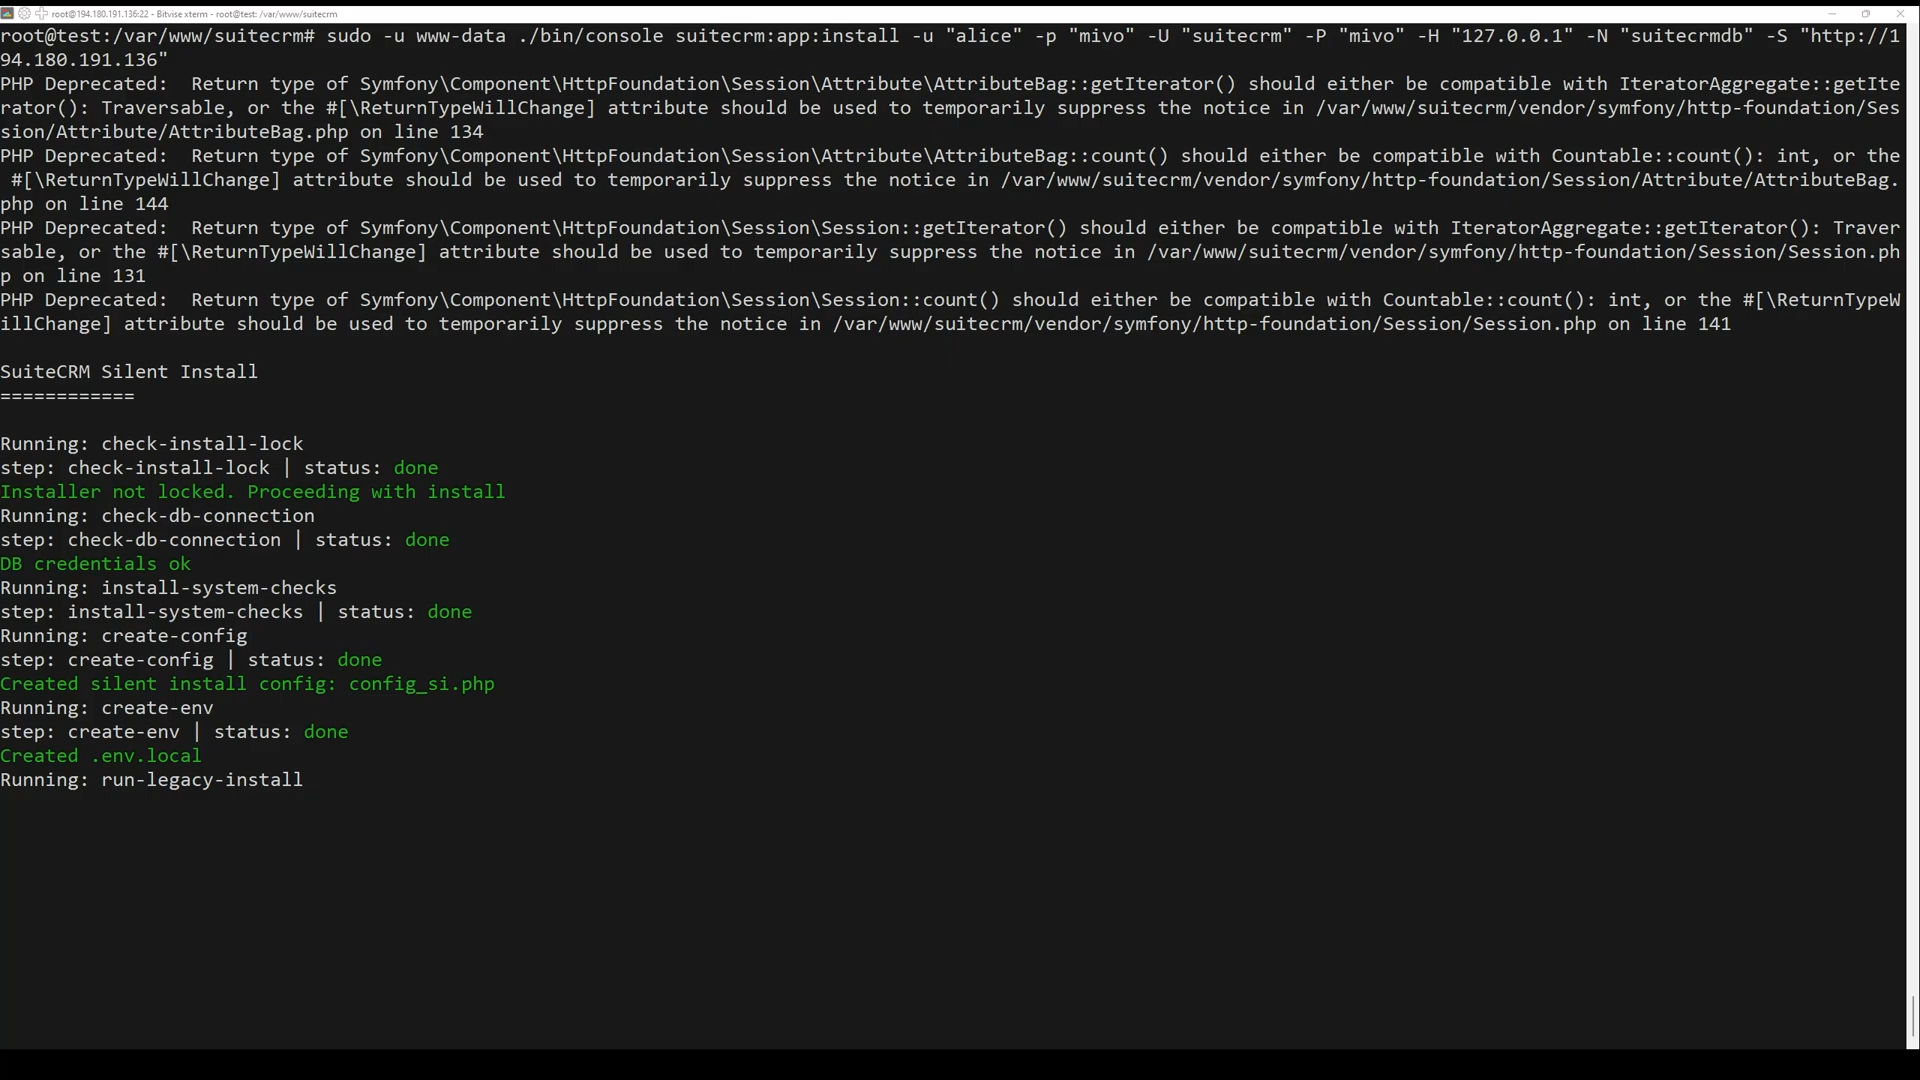 root@194.180.191.136:22 - Bitvise xterm - root@test: /var/www/suitecrm
root@test:/var/www/suitecrm# sudo -u www-data ./bin/console suitecrm:app:install -u "alice" -p "mivo" -U "suitecrm" -P "mivo" -H "127.0.0.1" -N "suitecrmdb" -S "http://1
94.180.191.136"
PHP Deprecated:  Return type of Symfony\Component\HttpFoundation\Session\Attribute\AttributeBag::getIterator() should either be compatible with IteratorAggregate::getIte
rator(): Traversable, or the #[\ReturnTypeWillChange] attribute should be used to temporarily suppress the notice in /var/www/suitecrm/vendor/symfony/http-foundation/Ses
sion/Attribute/AttributeBag.php on line 134
PHP Deprecated:  Return type of Symfony\Component\HttpFoundation\Session\Attribute\AttributeBag::count() should either be compatible with Countable::count(): int, or the
 #[\ReturnTypeWillChange] attribute should be used to temporarily suppress the notice in /var/www/suitecrm/vendor/symfony/http-foundation/Session/Attribute/AttributeBag.
php on line 144
PHP Deprecated:  Return type of Symfony\Component\HttpFoundation\Session\Session::getIterator() should either be compatible with IteratorAggregate::getIterator(): Traver
sable, or the #[\ReturnTypeWillChange] attribute should be used to temporarily suppress the notice in /var/www/suitecrm/vendor/symfony/http-foundation/Session/Session.ph
p on line 131
PHP Deprecated:  Return type of Symfony\Component\HttpFoundation\Session\Session::count() should either be compatible with Countable::count(): int, or the #[\ReturnTypeW
illChange] attribute should be used to temporarily suppress the notice in /var/www/suitecrm/vendor/symfony/http-foundation/Session/Session.php on line 141
SuiteCRM Silent Install
============
Running: check-install-lock
step: check-install-lock | status: done
Installer not locked. Proceeding with install
Running: check-db-connection
step: check-db-connection | status: done
DB credentials ok
Running: install-system-checks
step: install-system-checks | status: done
Running: create-config
step: create-config | status: done
Created silent install config: config_si.php
Running: create-env
step: create-env | status: done
Created .env.local
Running: run-legacy-install